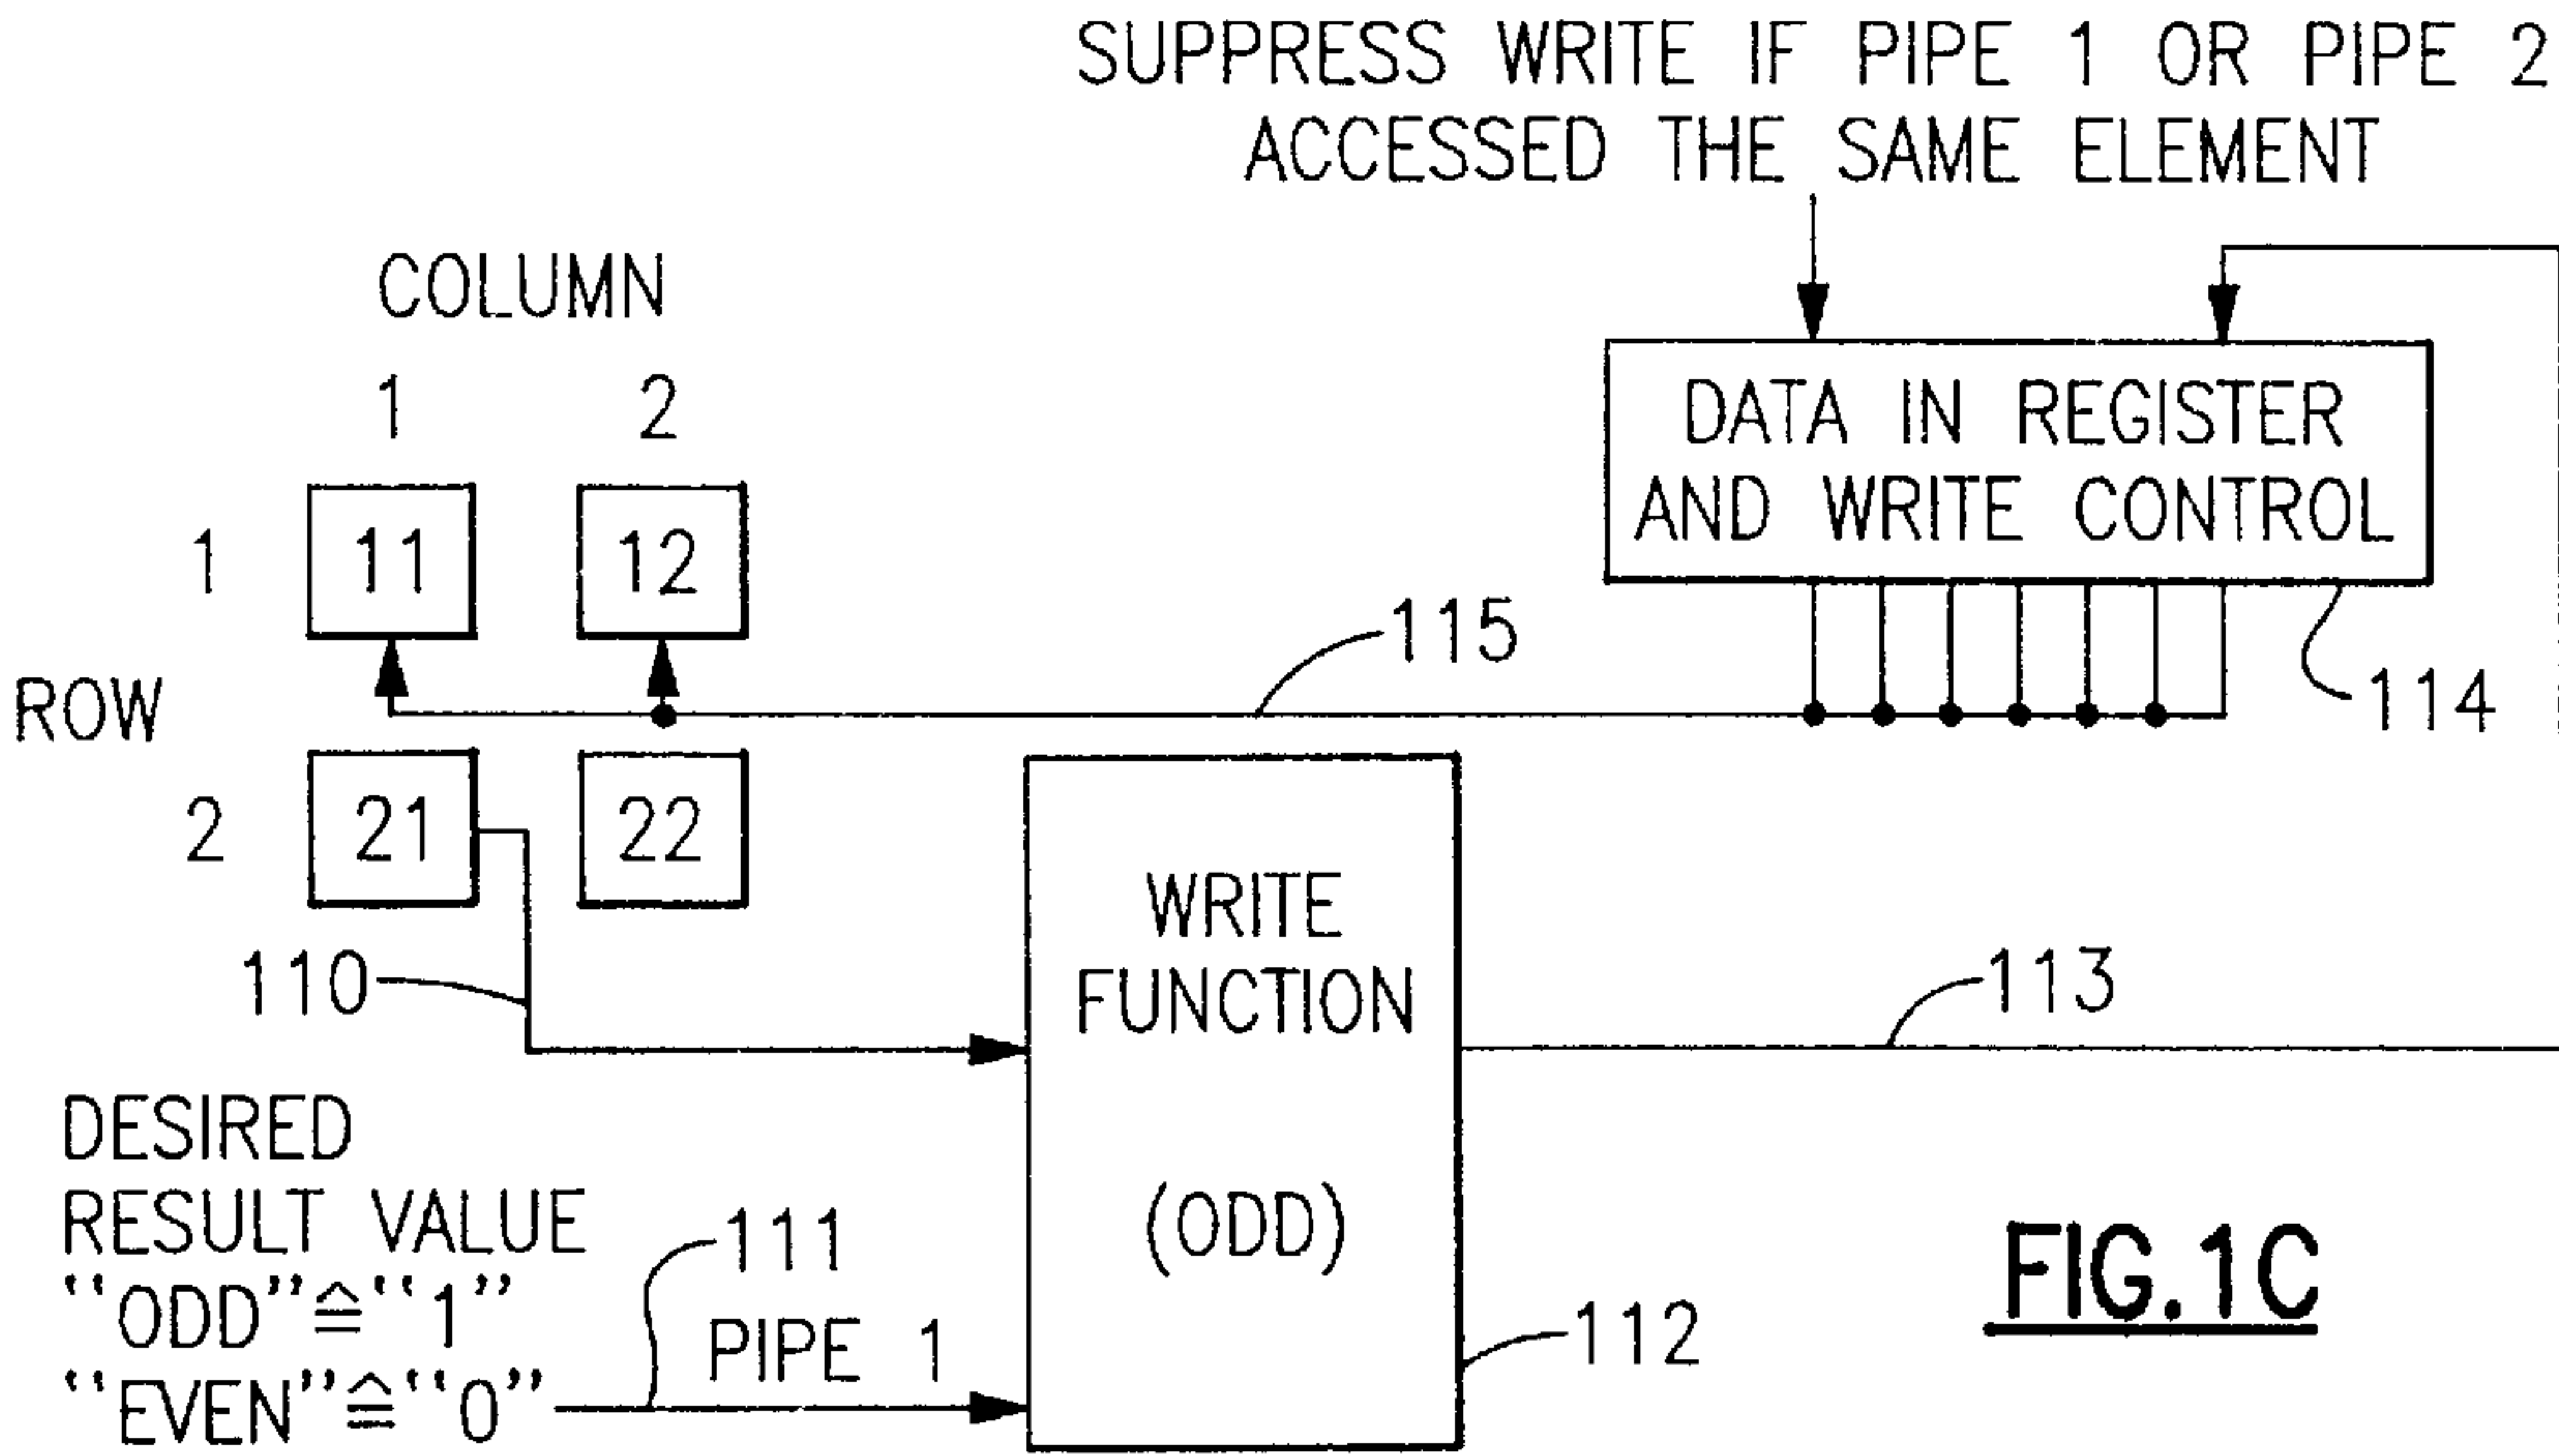 SUPPRESS WRITE IF PIPE 1 OR PIPE 2
ACCESSED THE SAME ELEMENT
COLUMN
1 2
DATA IN REGISTER
AND WRITE CONTROL
1 11 12
115
114
ROW
2 21 22
WRITE
FUNCTION
(ODD)
110
113
DESIRED
RESULT VALUE
"ODD"≙"1"
"EVEN"≙"0"
111
PIPE 1
112
FIG.1C